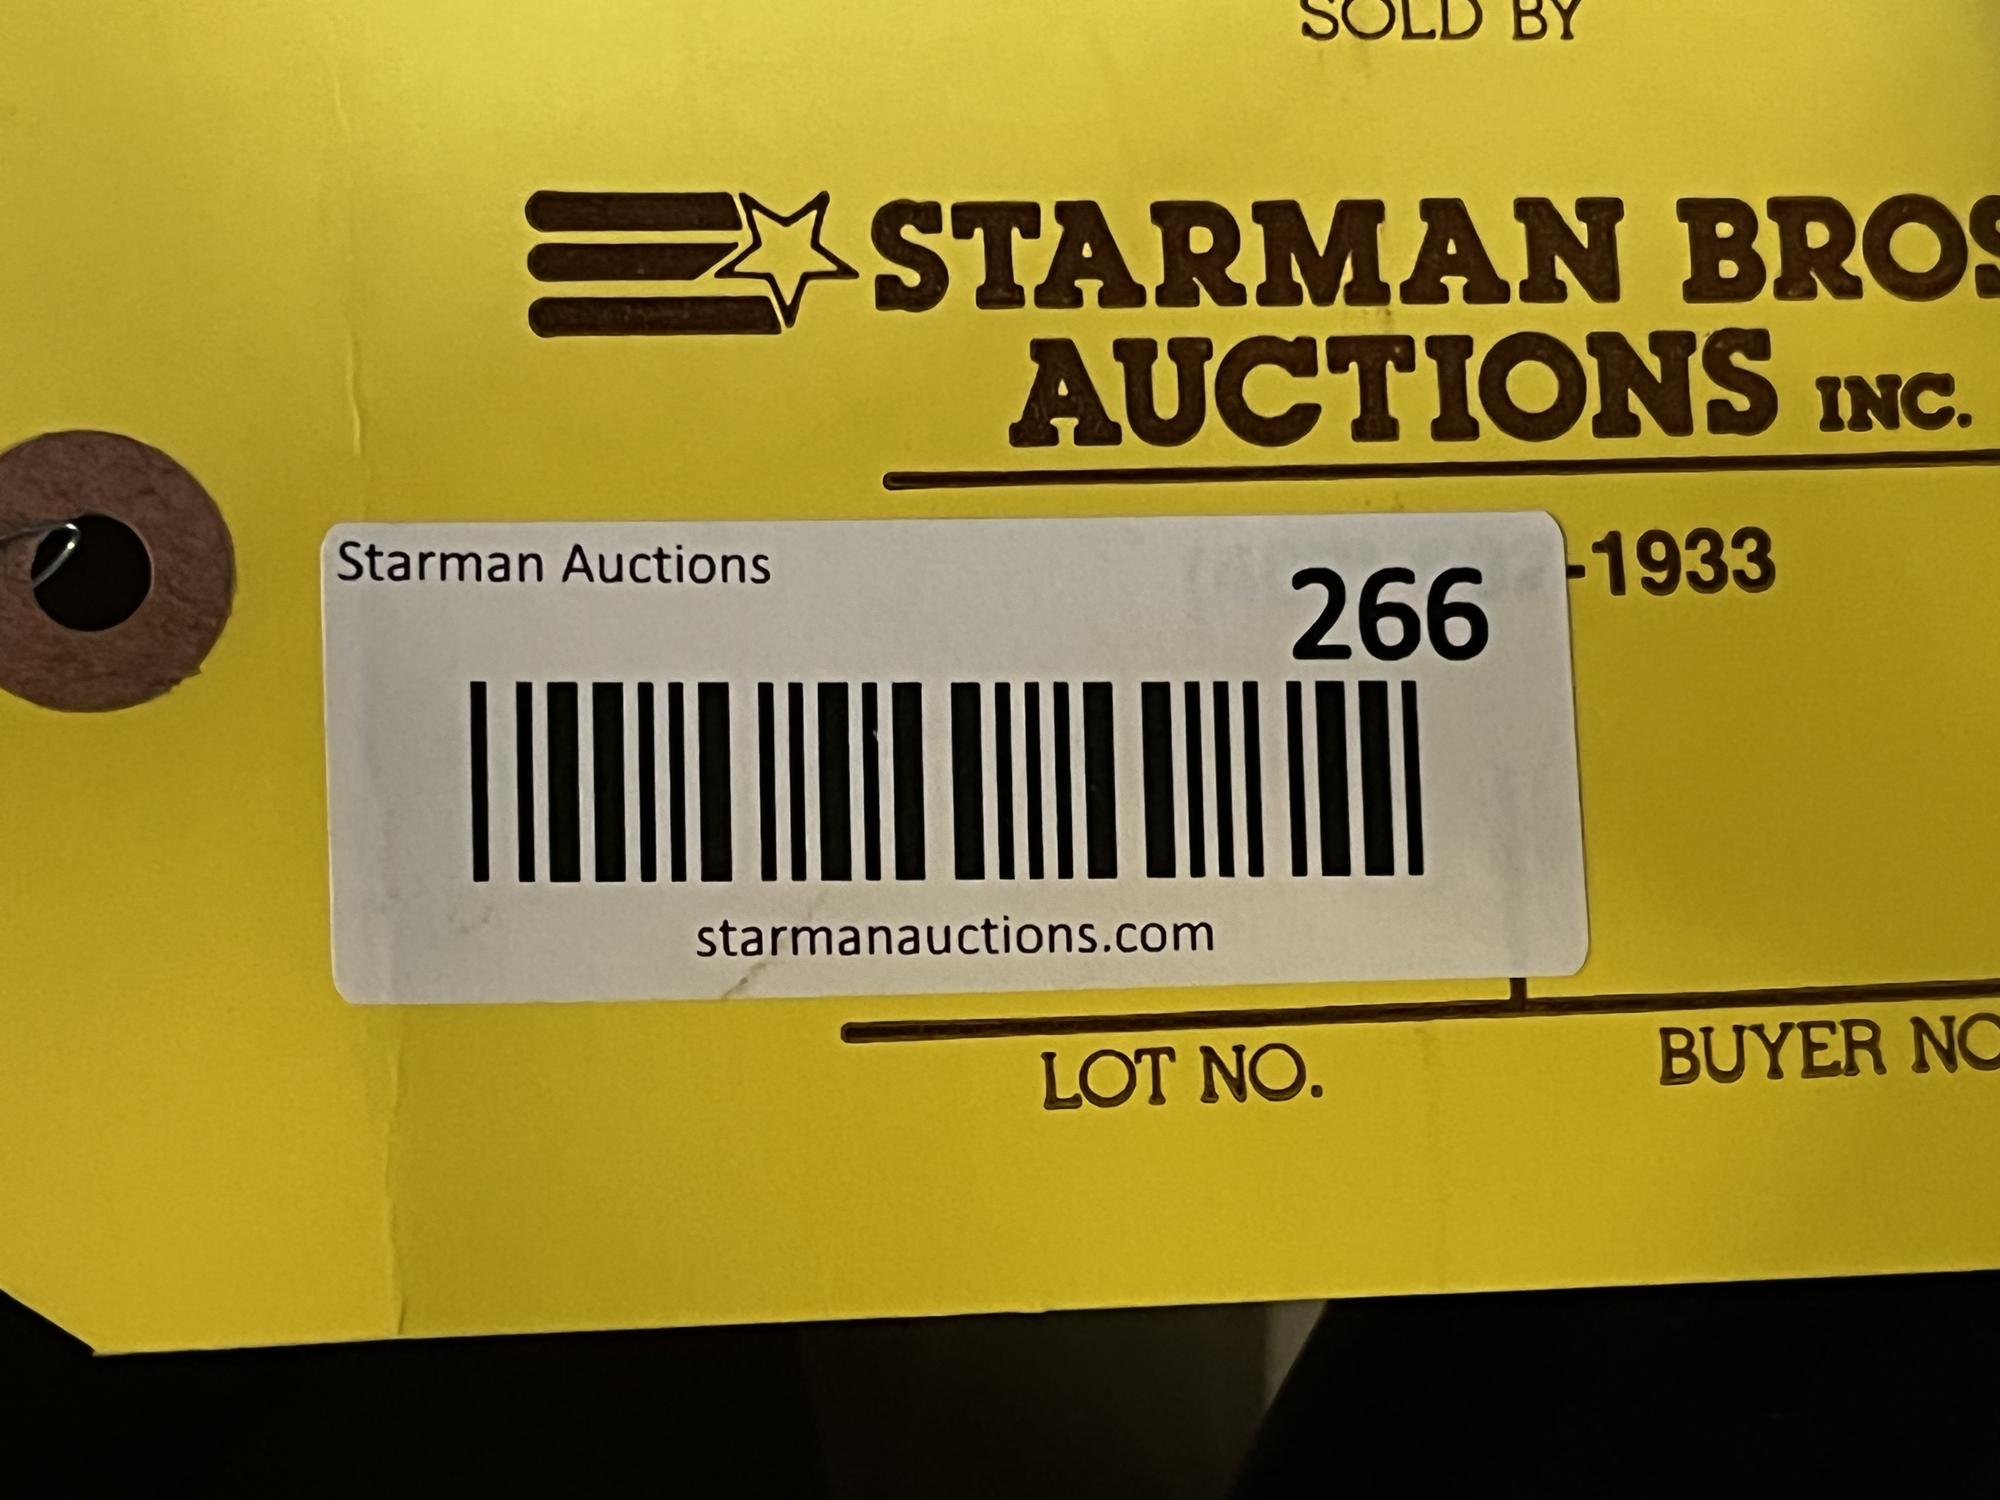 SOLD BY
STARMAN BROS
AUCTIONS INC.
Starman Auctions
266
-1933
starmanauctions.com
LOT NO.
BUYER NO